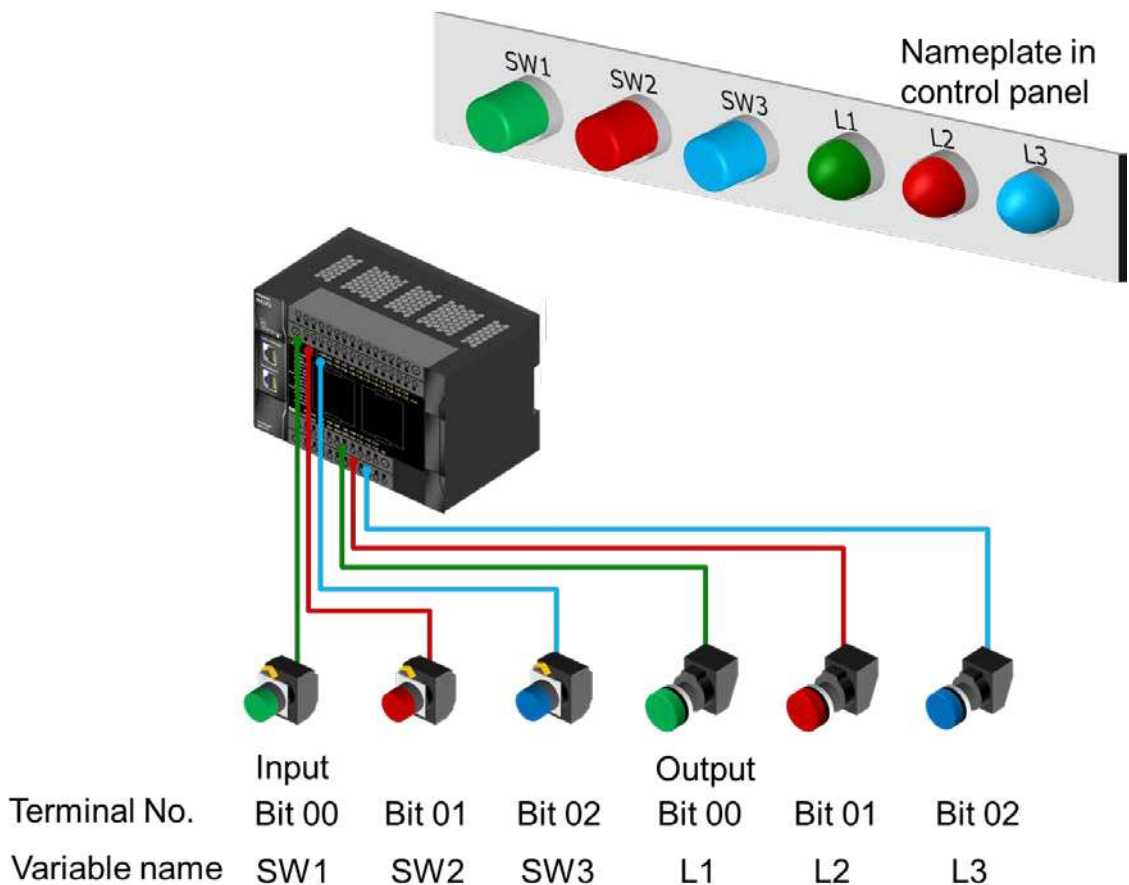 Nameplate in
control panel
SW1
SW2
SW3
L1
L2
L3
Input
Output
Terminal No. Bit 00 Bit 01 Bit 02 Bit 00 Bit 01 Bit 02
Variable name SW1 SW2 SW3 L1 L2 L3